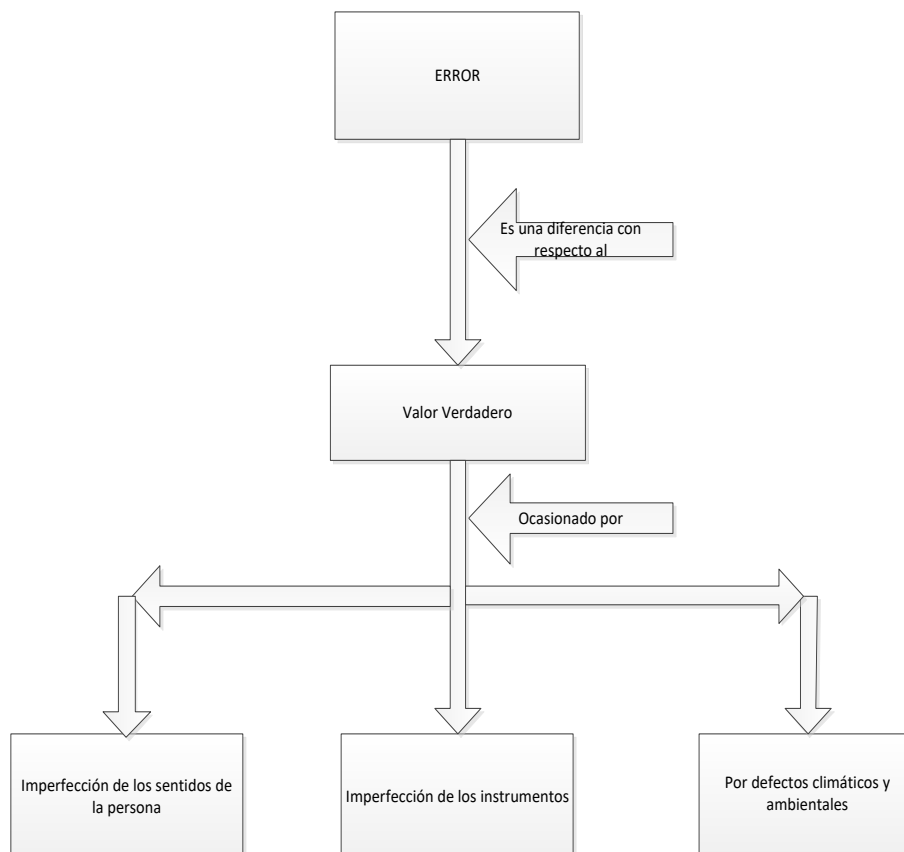 ERROR
Es una diferencia con
respecto al
Valor Verdadero
Ocasionado por
Imperfección de los sentidos de
la persona
Imperfección de los instrumentos
Por defectos climáticos y
ambientales